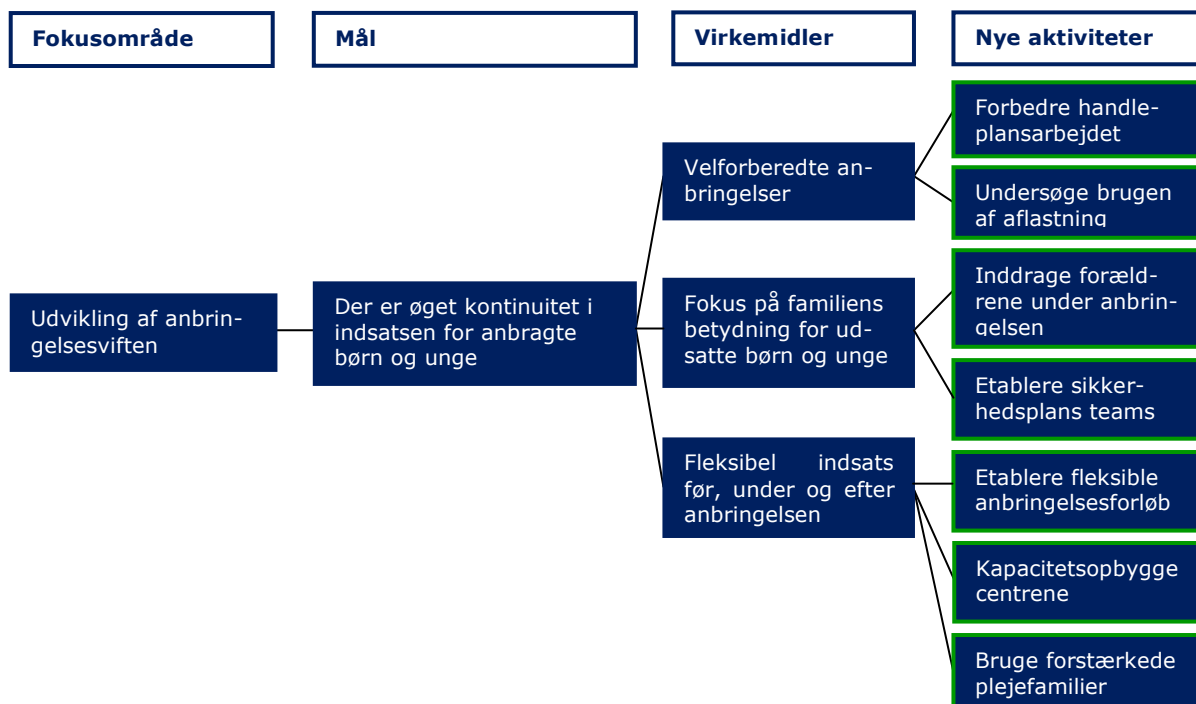 Fokusområde
Mål
Virkemidler
Nye aktiviteter
Udvikling af anbrin-
gelsesviften
Der er øget kontinuitet i
indsatsen for anbragte
børn og unge
Velforberedte an-
bringelser
Fokus på familiens
betydning for ud-
satte børn og unge
Fleksibel indsats
før, under og efter
anbringelsen
Forbedre handle-
plansarbejdet
Undersøge brugen
af aflastning
Inddrage foræld-
rene under anbrin-
gelsen
Etablere sikker-
hedsplans teams
Etablere fleksible
anbringelsesforløb
Kapacitetsopbygge
centrene
Bruge forstærkede
plejefamilier